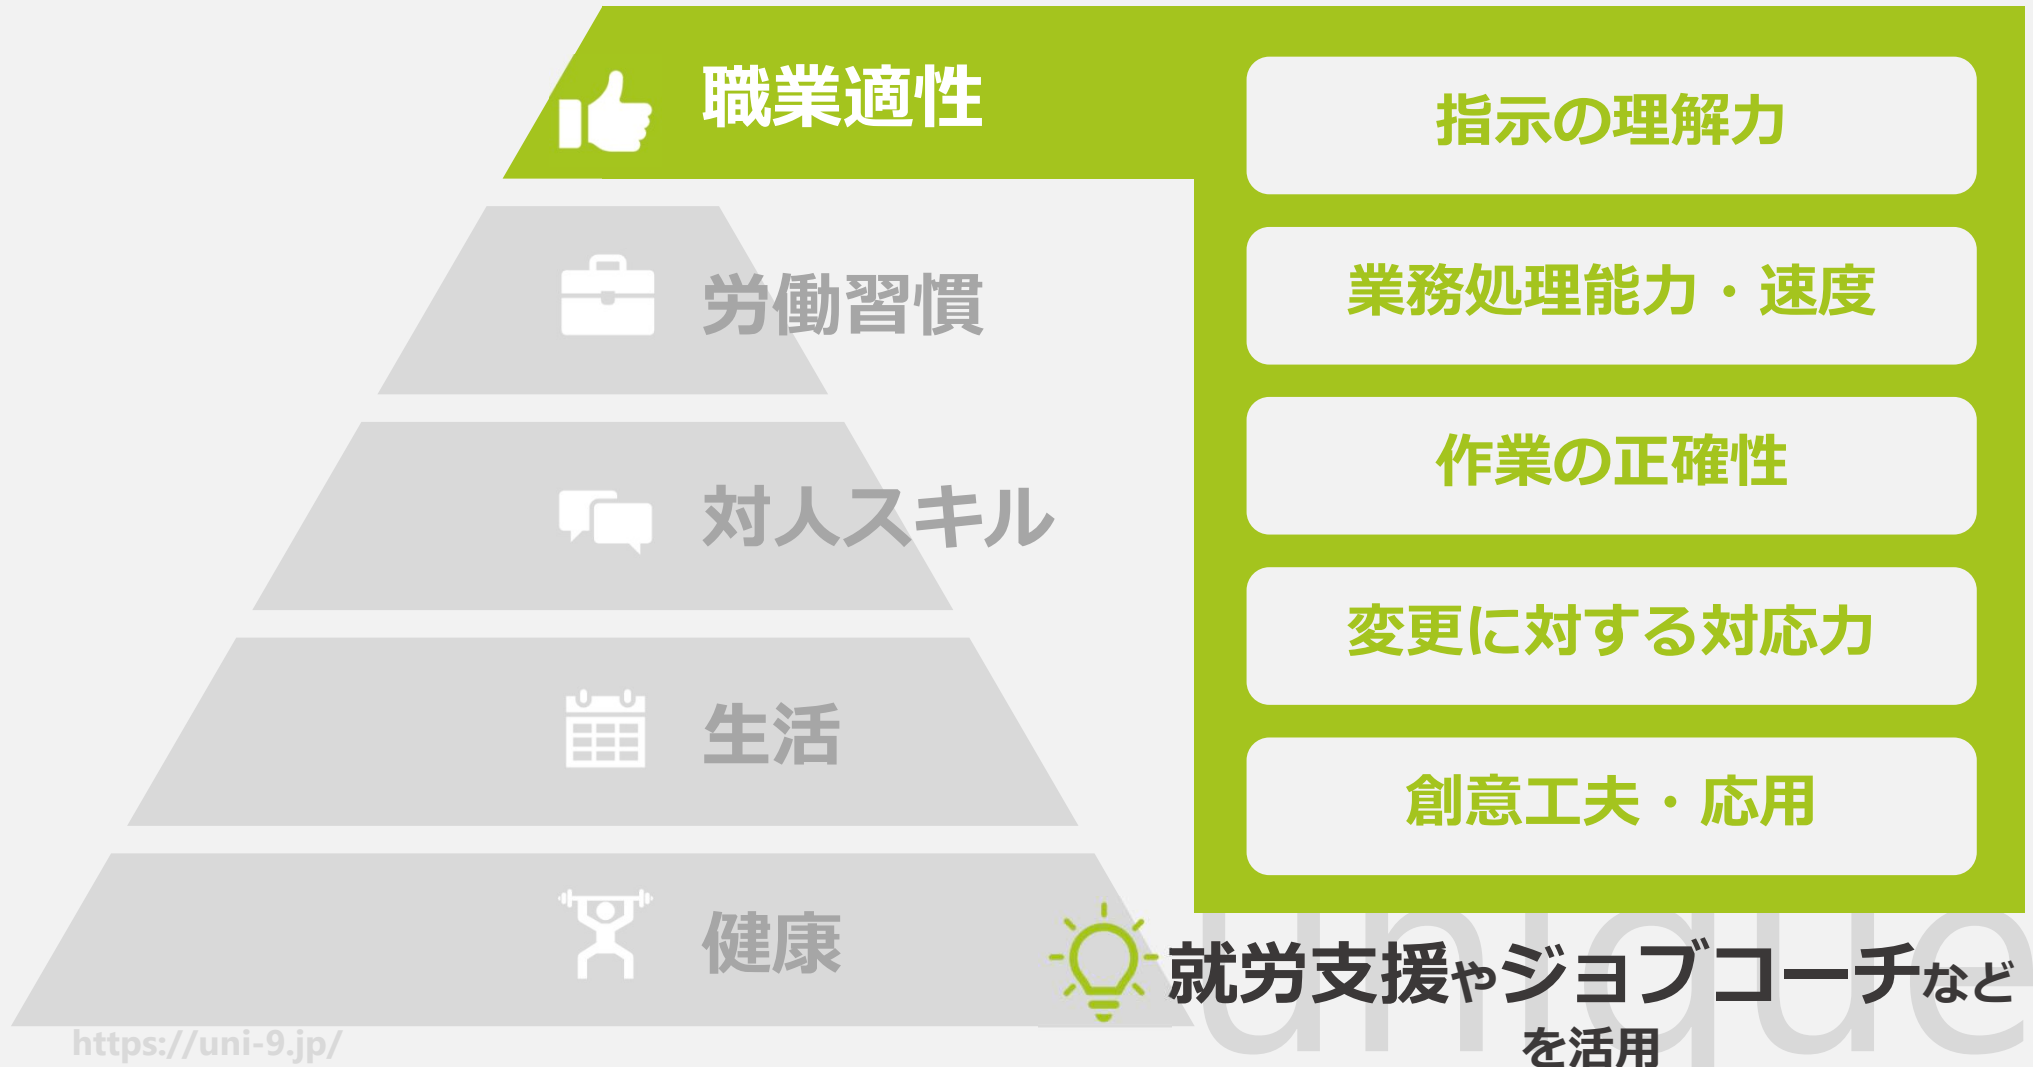 職業適性
労働習慣
対人スキル
生活
健康
指示の理解力
業務処理能力・速度
作業の正確性
変更に対する対応力
創意工夫・応用
unique
就労支援やジョブコーチなど
を活用
https://uni-9.jp/